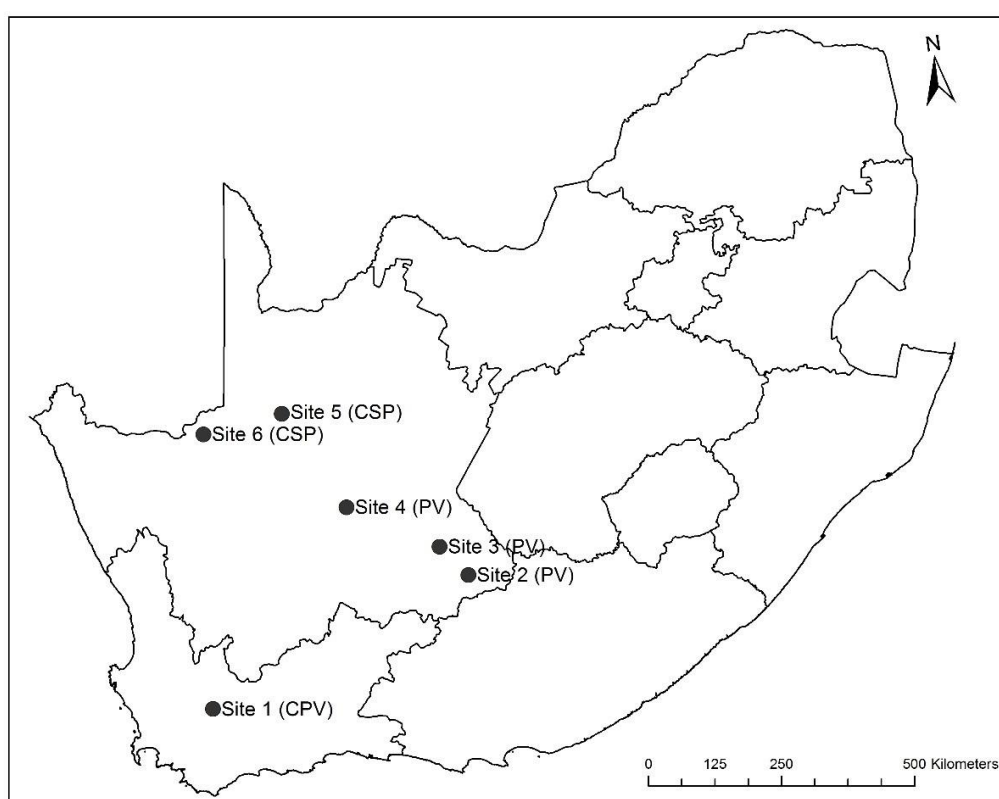 N
Site 5 (CSP)
Site 6 (CSP)
Site 4 (PV)
Site 3 (PV)
Site 2 (PV)
Site 1 (CPV)
0 125 250 500 Kilometers